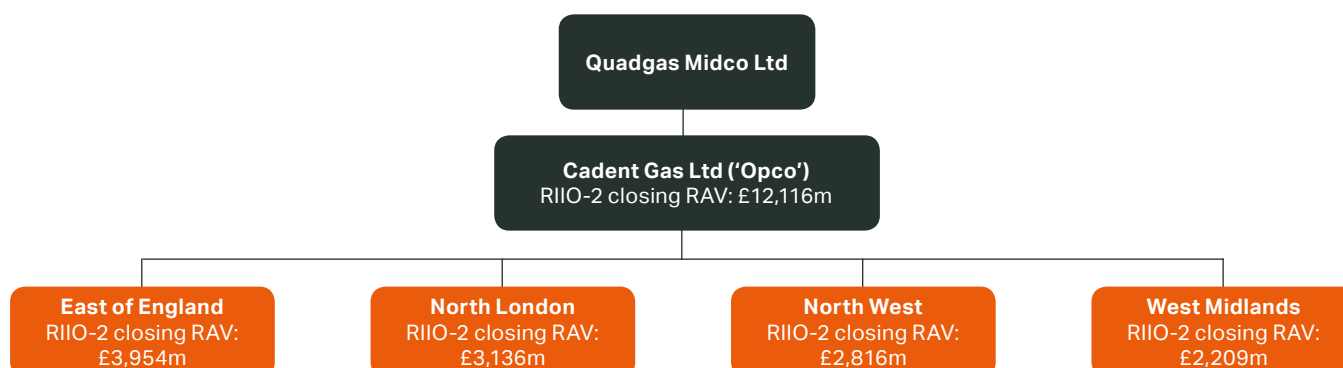 Quadgas Midco Ltd
Cadent Gas Ltd (‘Opco’)
RIIO-2 closing RAV: £12,116m
East of England
RIIO-2 closing RAV:
£3,954m
North London
RIIO-2 closing RAV:
£3,136m
North West
RIIO-2 closing RAV:
£2,816m
West Midlands
RIIO-2 closing RAV:
£2,209m